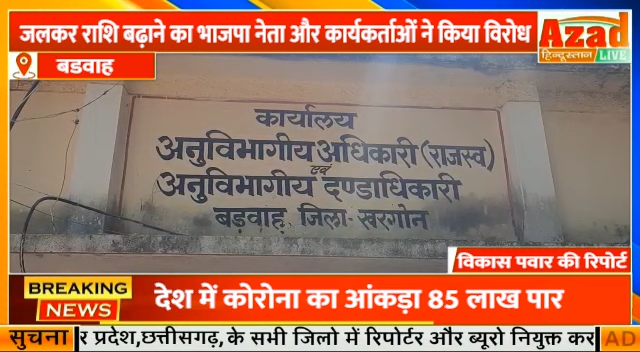 जलकर राशि बढ़ाने का भाजपा नेता और कार्यकर्ताओं ने किया विरोध
Azad
हिन्दुस्तान LIVE
बडवाह
कार्यालय
अनुविभागीय अधिकारी (राजस्व)
एवं
अनुविभागीय दण्डाधिकारी
बड़वाह, जिला-खरगोन
विकास पवार की रिपोर्ट
BREAKING
NEWS
देश में कोरोना का आंकड़ा 85 लाख पार
सुचना
र प्रदेश,छत्तीसगढ़, के सभी जिलो में रिपोर्टर और ब्यूरो नियुक्त कर
AD